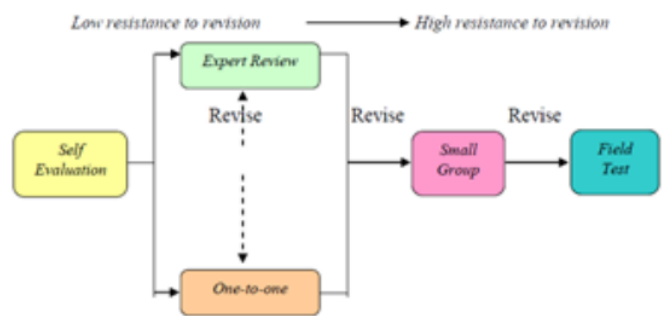 Low resistance to revision
High resistance to revision
Expert Review
Revise
Revise
Revise
Self
Evaluation
Small
Group
Field
Test
One-to-one